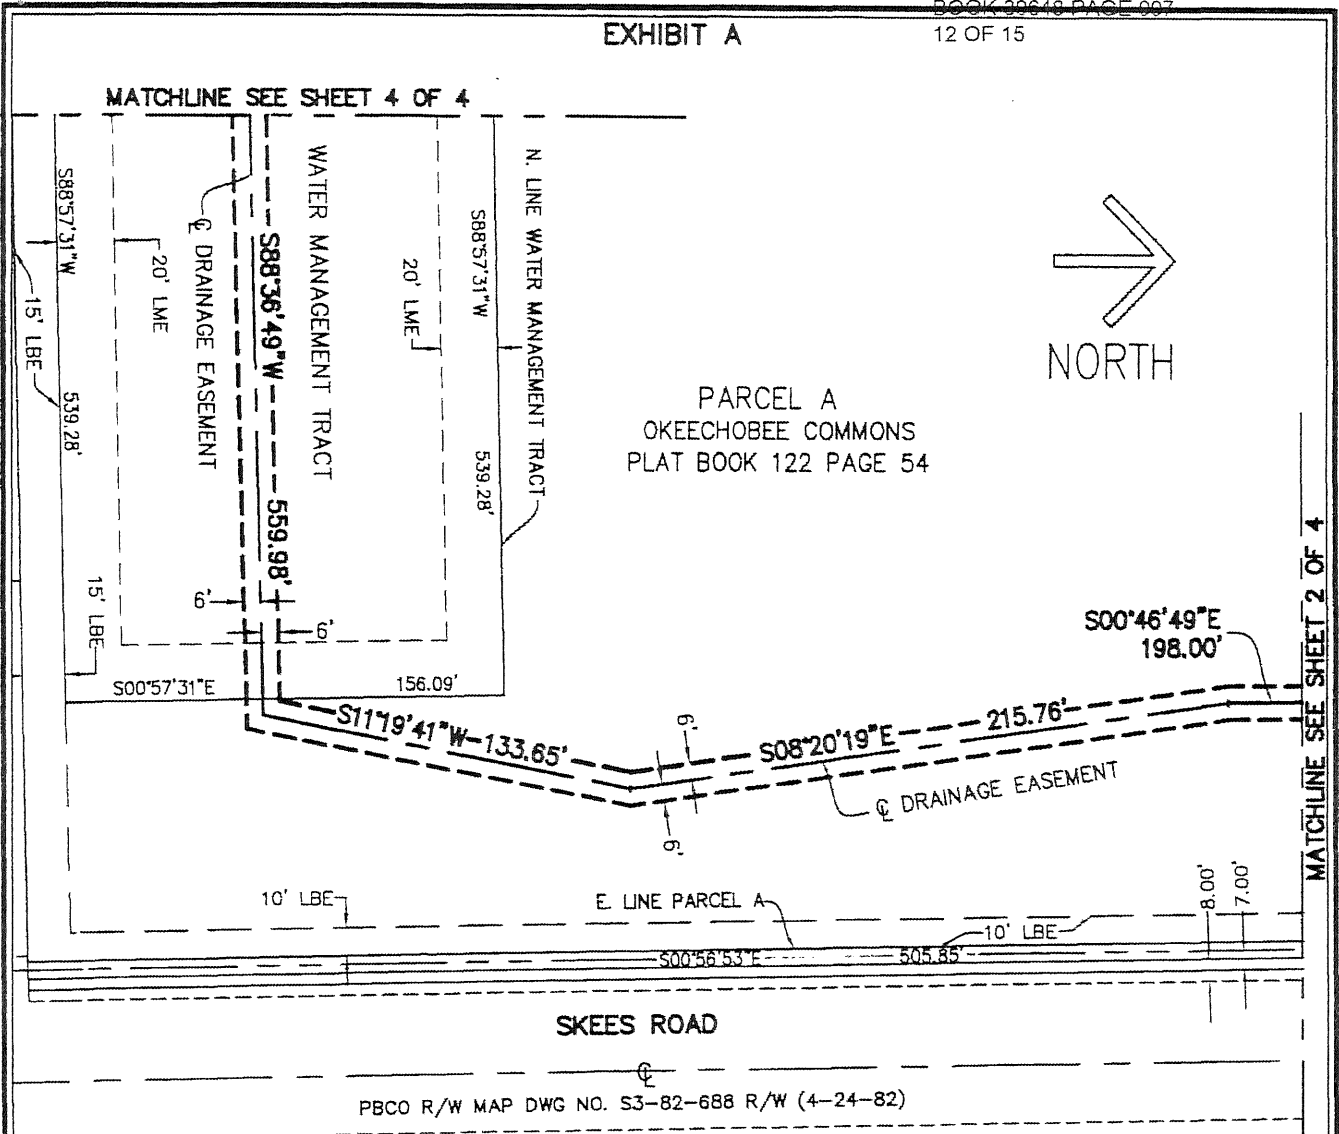 BOOK 39648 PAGE 997
EXHIBIT A
12 OF 15
MATCHLINE SEE SHEET 4 OF 4
S88°57'31"W
539.28'
15' LBE
15' LBE
20' LME
℄ DRAINAGE EASEMENT
S88°36'49"W
559.98'
WATER MANAGEMENT TRACT
20' LME
S88°57'31"W
539.28'
N. LINE WATER MANAGEMENT TRACT
NORTH
PARCEL A
OKEECHOBEE COMMONS
PLAT BOOK 122 PAGE 54
6'
6'
S00°57'31"E
156.09'
S00°46'49"E
198.00'
MATCHLINE SEE SHEET 2 OF 4
S11°19'41"W 133.65'
6'
6'
S08°20'19"E
215.76'
℄ DRAINAGE EASEMENT
10' LBE
E. LINE PARCEL A
10' LBE
8.00'
7.00'
S00°56'53"E
505.85'
SKEES ROAD
℄
PBCO R/W MAP DWG NO. S3-82-688 R/W (4-24-82)